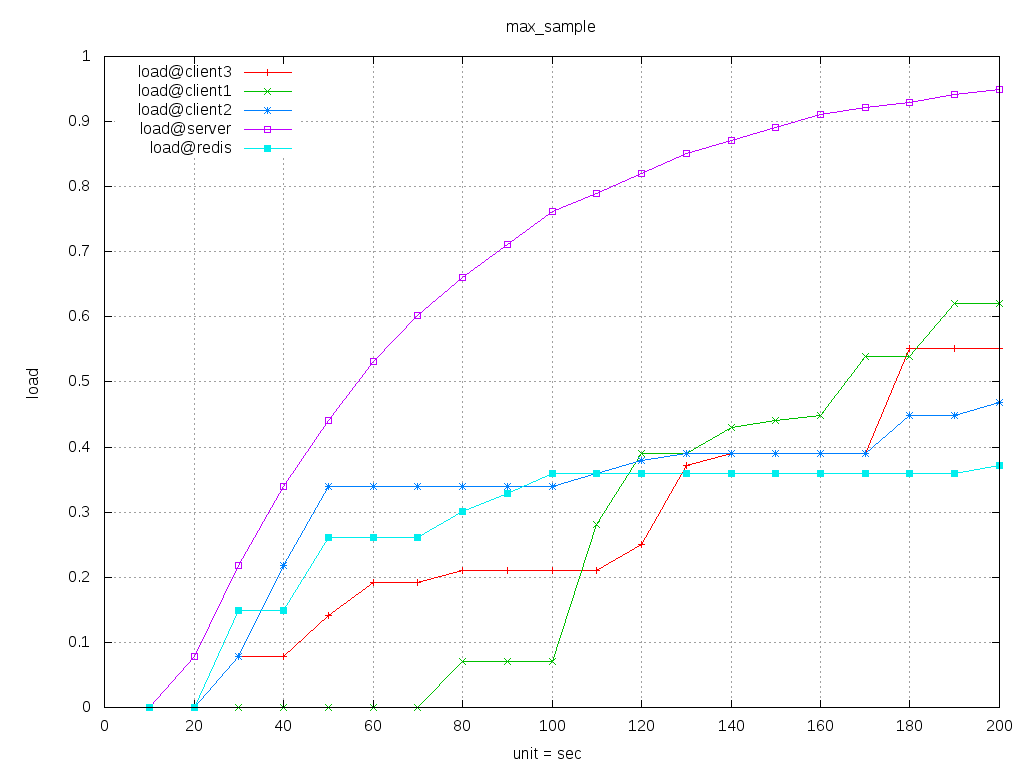 max_sample
load@client3
load@client1
load@client2
load@server
load@redis
1
0.9
0.8
0.7
0.6
0.5
0.4
0.3
0.2
0.1
0
load
0 20 40 60 80 100 120 140 160 180 200
unit = sec